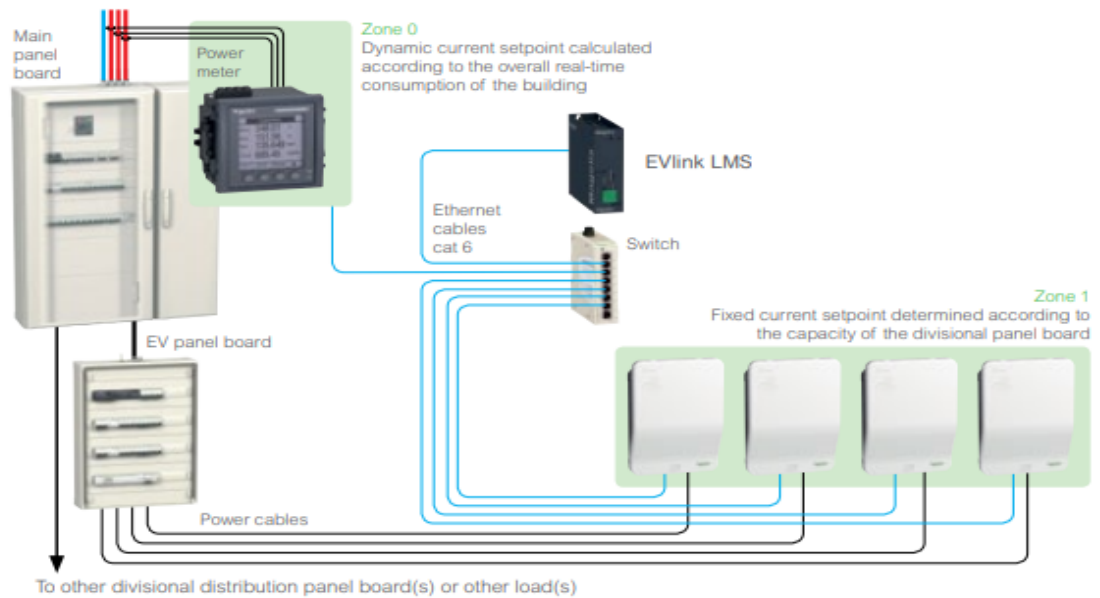 Main
panel
board
Power
meter
Zone 0
Dynamic current setpoint calculated
according to the overall real-time
consumption of the building
EVlink LMS
Ethernet
cables
cat 6
Switch
Zone 1
Fixed current setpoint determined according to
the capacity of the divisional panel board
EV panel board
Power cables
To other divisional distribution panel board(s) or other load(s)